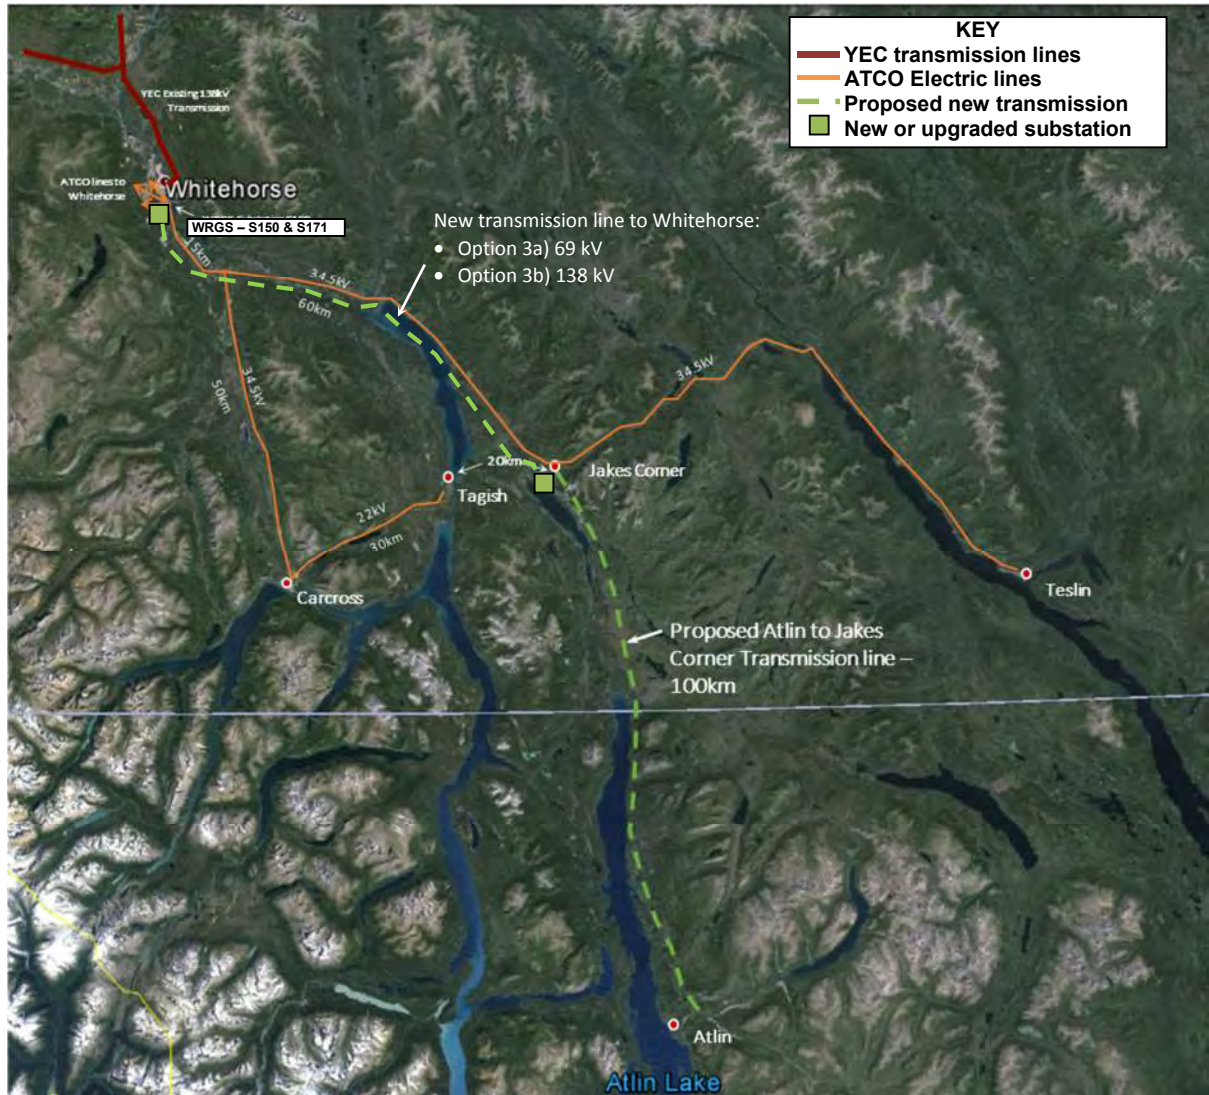 KEY
YEC transmission lines
ATCO Electric lines
Proposed new transmission
New or upgraded substation
YEC Existing 138kV
Transmission
ATCO lines to
Whitehorse
Whitehorse
WRGS – S150 & S171
New transmission line to Whitehorse:
• Option 3a) 69 kV
• Option 3b) 138 kV
15km
34.5kV
60km
34.5kV
50km
34.5kV
20km
Jakes Corner
Tagish
22kV
30km
Carcross
Teslin
Proposed Atlin to Jakes
Corner Transmission line –
100km
Atlin
Atlin Lake